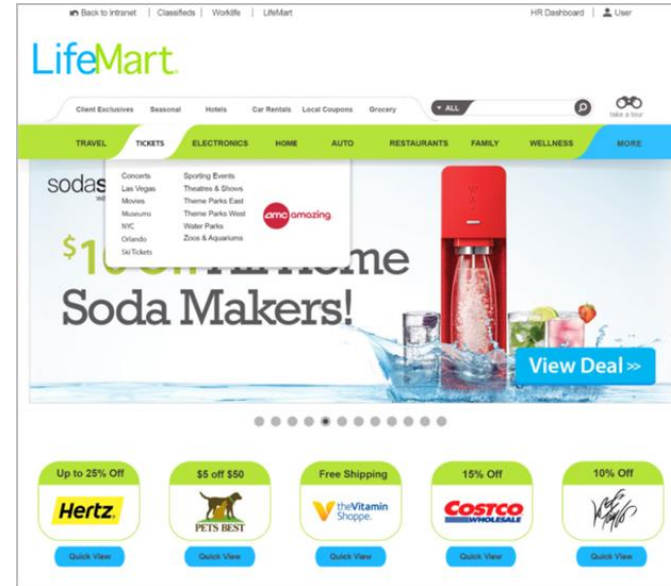 Back to Intranet | Classifieds | Worklife | LifeMart
HR Dashboard | User
LifeMart
Client Exclusives Seasonal Hotels Car Rentals Local Coupons Grocery
ALL
take a tour
TRAVEL TICKETS ELECTRONICS HOME AUTO RESTAURANTS FAMILY WELLNESS MORE
Concerts
Las Vegas
Movies
Museums
NYC
Orlando
Ski Tickets
Sporting Events
Theatres & Shows
Theme Parks East
Theme Parks West
Water Parks
Zoos & Aquariums
amc amazing
sodas
$1
me
Soda Makers!
View Deal >>
Up to 25% Off
Hertz.
Quick View
$5 off $50
PETS BEST
Quick View
Free Shipping
theVitamin
Shoppe.
Quick View
15% Off
COSTCO
WHOLESALE
Quick View
10% Off
Quick View